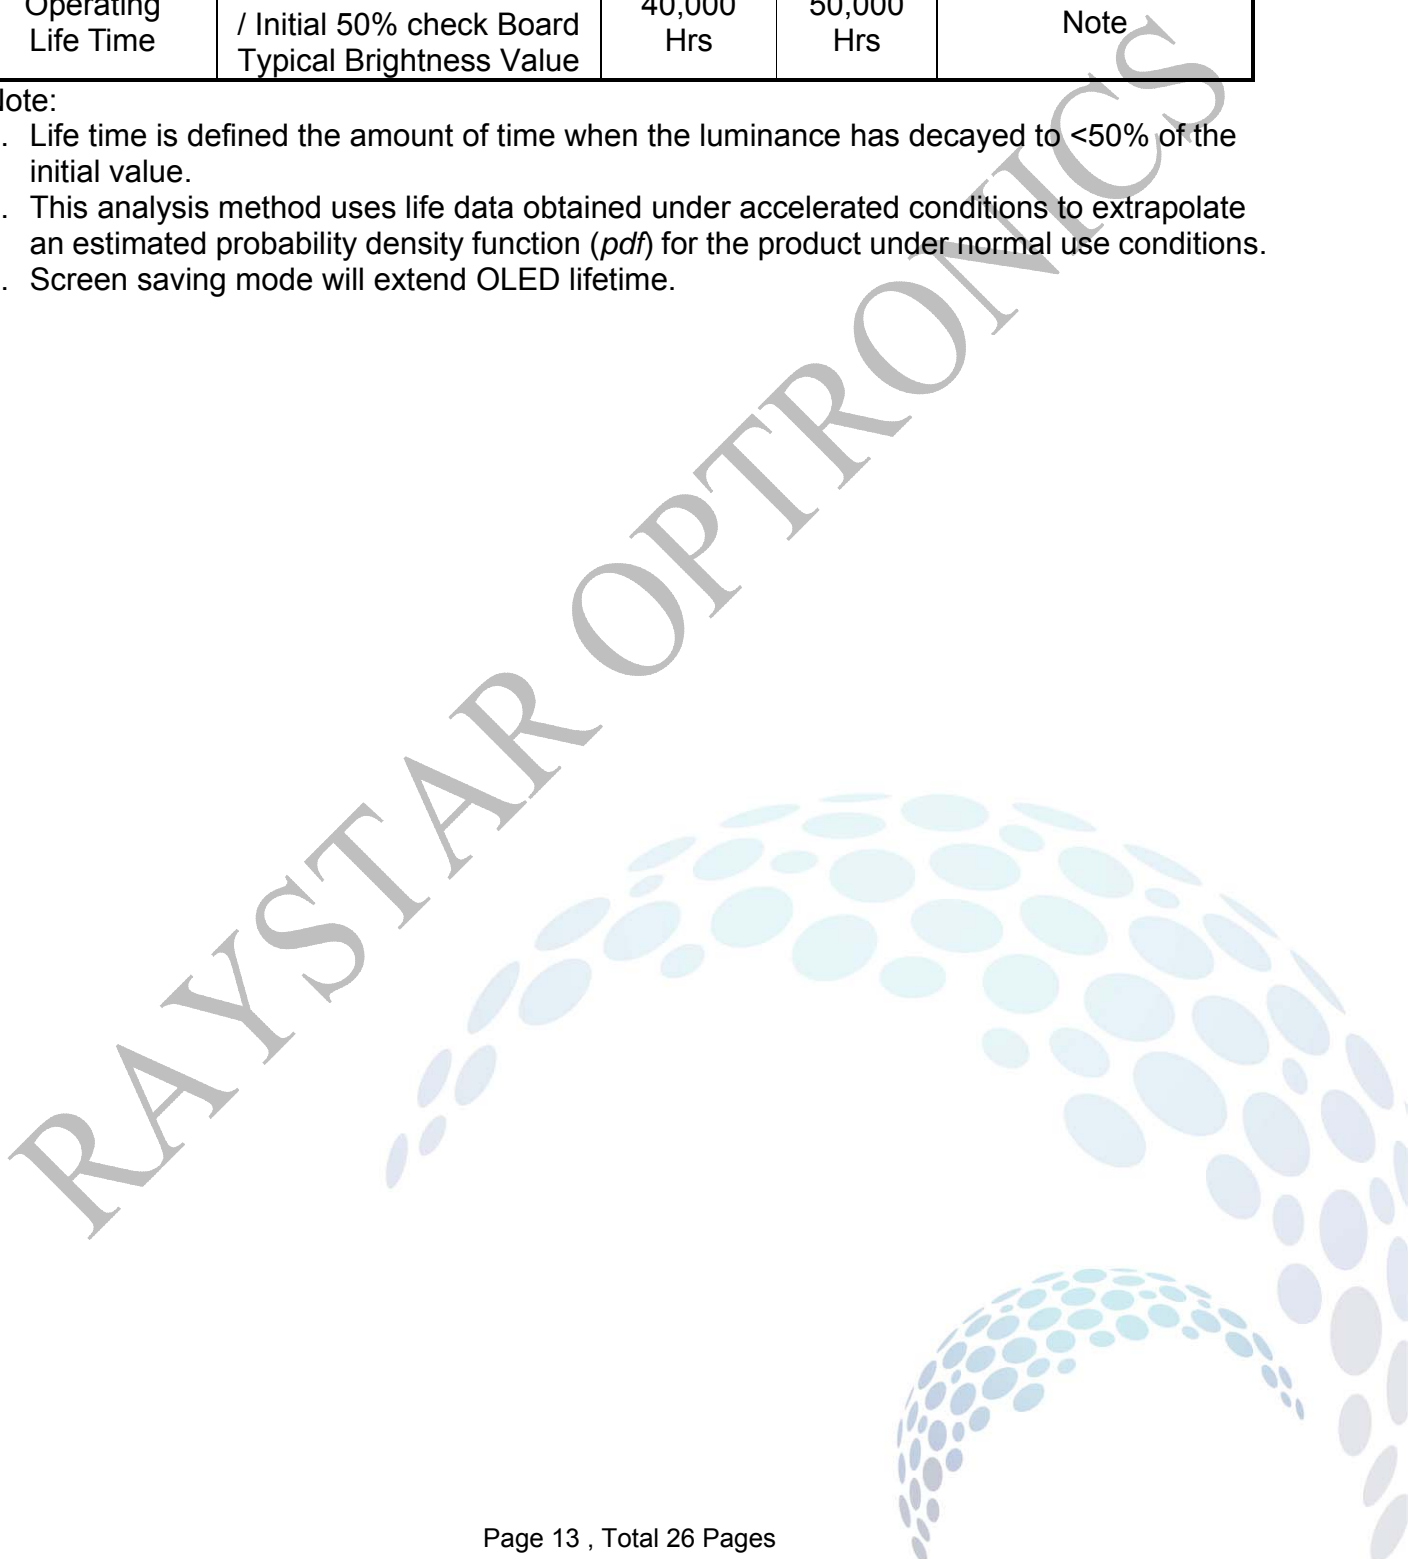 Operating
Life Time
/ Initial 50% check Board
Typical Brightness Value
40,000
Hrs
50,000
Hrs
Note
Note:
. Life time is defined the amount of time when the luminance has decayed to <50% of the
initial value.
. This analysis method uses life data obtained under accelerated conditions to extrapolate
an estimated probability density function (pdf) for the product under normal use conditions.
. Screen saving mode will extend OLED lifetime.
RAYSTAR OPTRONICS
Page 13 , Total 26 Pages